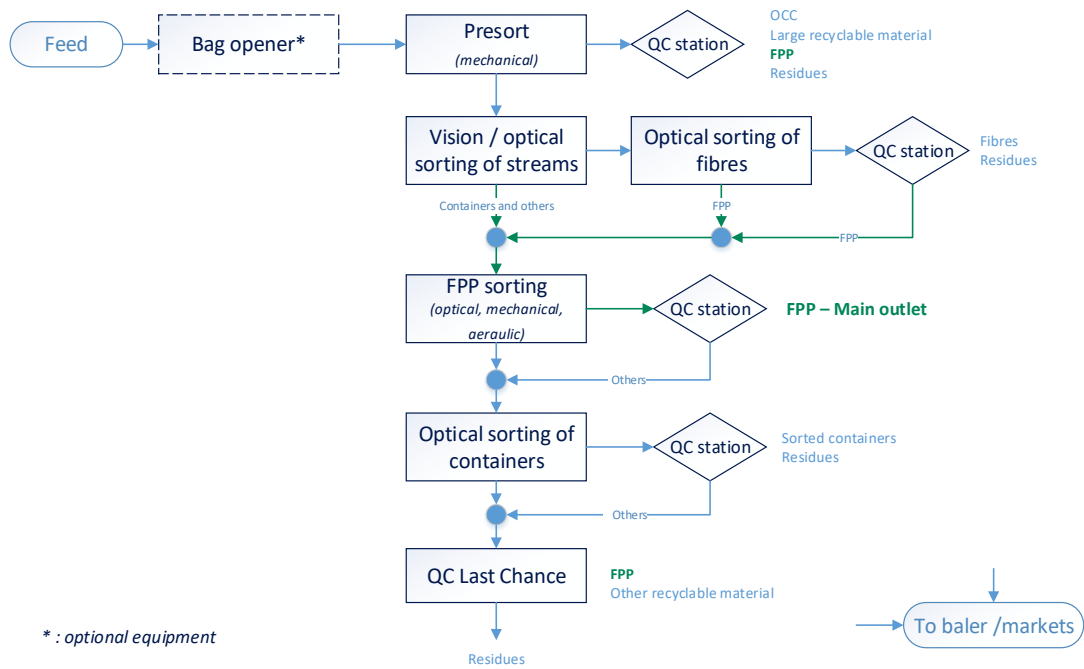 Feed
Bag opener*
Presort
(mechanical)
QC station
OCC
Large recyclable material
FPP
Residues
Vision / optical
sorting of streams
Optical sorting of
fibres
QC station
Fibres
Residues
Containers and others
FPP
FPP
FPP sorting
(optical, mechanical,
aeraulic)
QC station
FPP – Main outlet
Others
Optical sorting of
containers
QC station
Sorted containers
Residues
Others
QC Last Chance
FPP
Other recyclable material
To baler /markets
* : optional equipment
Residues